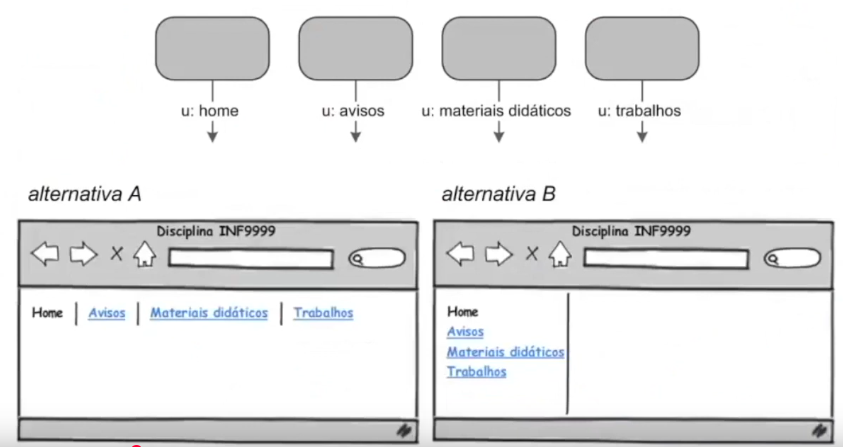 u: home
u: avisos
u: materiais didáticos
u: trabalhos
alternativa A
alternativa B
Disciplina INF9999
Disciplina INF9999
Home | Avisos | Materiais didáticos | Trabalhos
Home
Avisos
Materiais didáticos
Trabalhos